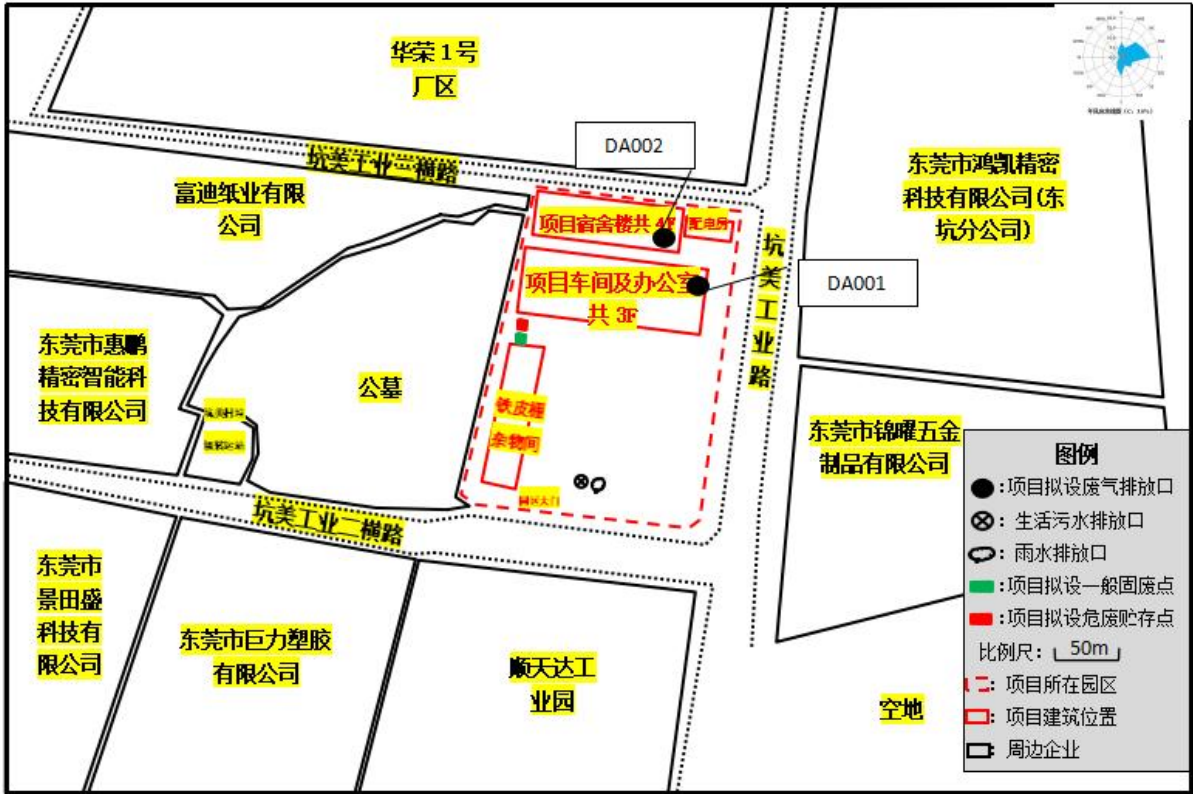 华荣 1 号
厂区
DA002
坑美工业三横路
东莞市鸿凯精密
科技有限公司(东
坑分公司)
富迪纸业有限
公司
项目宿舍楼共 4F
配电房
坑美工业路
项目车间及办公室
共 3F
DA001
东莞市惠鹏
精密智能科
技有限公司
公墓
铁皮棚
杂物间
东莞市锦曜五金
制品有限公司
园区大门
坑美工业二横路
东莞市
景田盛
科技有
限公司
东莞市巨力塑胶
有限公司
顺天达工
业园
空地
图例
:项目拟设废气排放口
: 生活污水排放口
: 雨水排放口
:项目拟设一般固废点
:项目拟设危废贮存点
比例尺: 50m
: 项目所在园区
: 项目建筑位置
: 周边企业